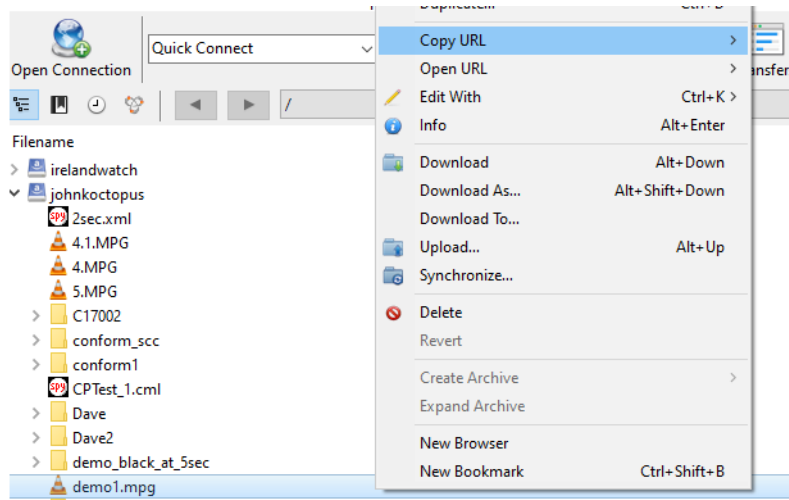 Duplicate... Ctrl+D
Copy URL
Open URL
Quick Connect
Open Connection
Edit With Ctrl+K
/
Info Alt+Enter
Filename
Download Alt+Down
irelandwatch
Download As... Alt+Shift+Down
johnkoctopus
Download To...
2sec.xml
Upload... Alt+Up
4.1.MPG
4.MPG
Synchronize...
5.MPG
Delete
C17002
Revert
conform_scc
conform1
Create Archive
CPTest_1.cml
Expand Archive
Dave
Dave2
New Browser
demo_black_at_5sec
New Bookmark Ctrl+Shift+B
demo1.mpg